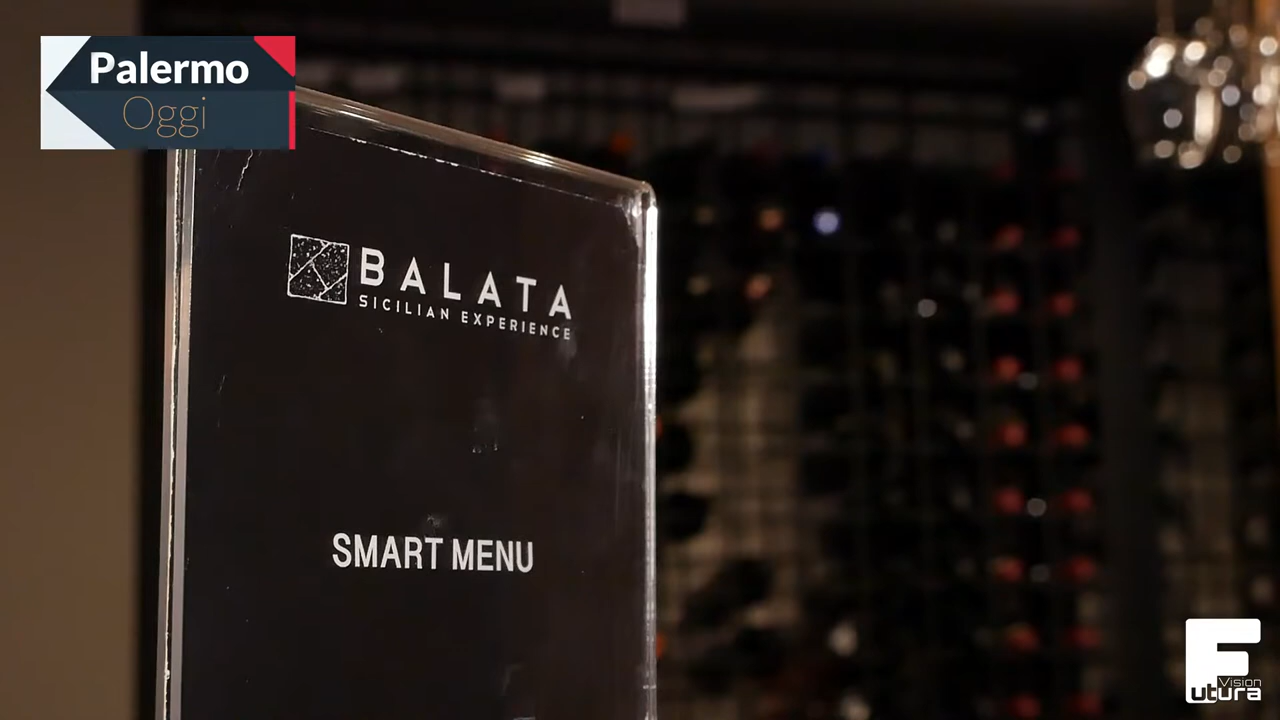 Palermo
Oggi
BALATA
SICILIAN EXPERIENCE
SMART MENU
Vision
Futura